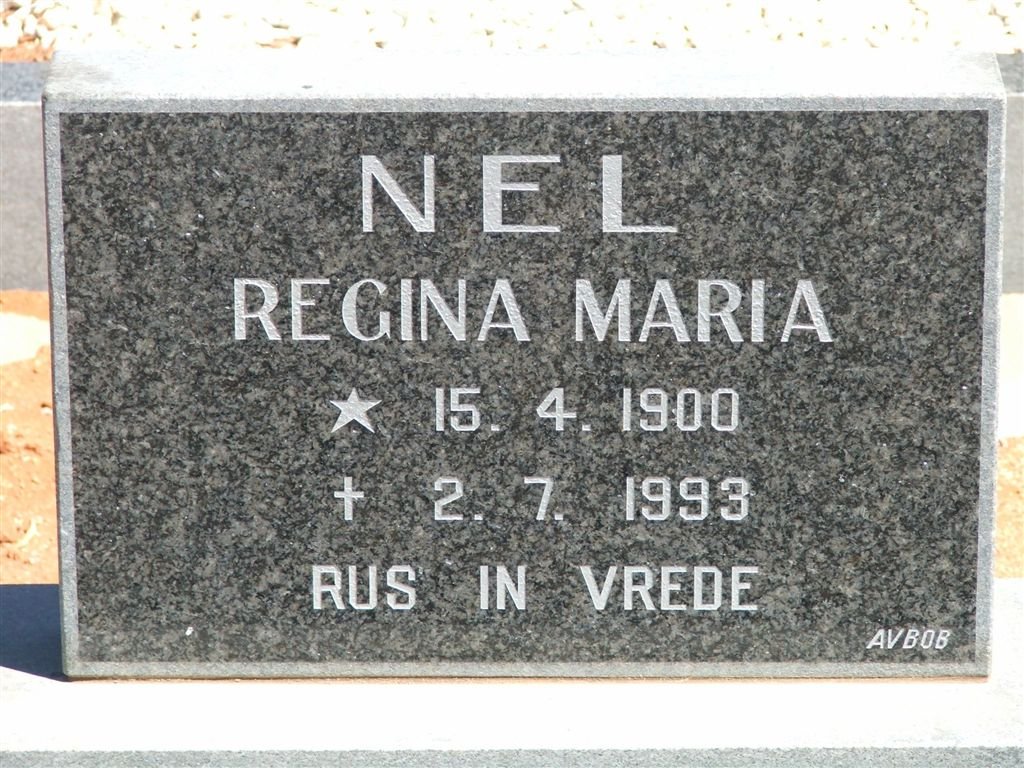 NEL
REGINA MARIA
★ 15. 4. 1900
† 2. 7. 1993
RUS IN VREDE
AVBOB